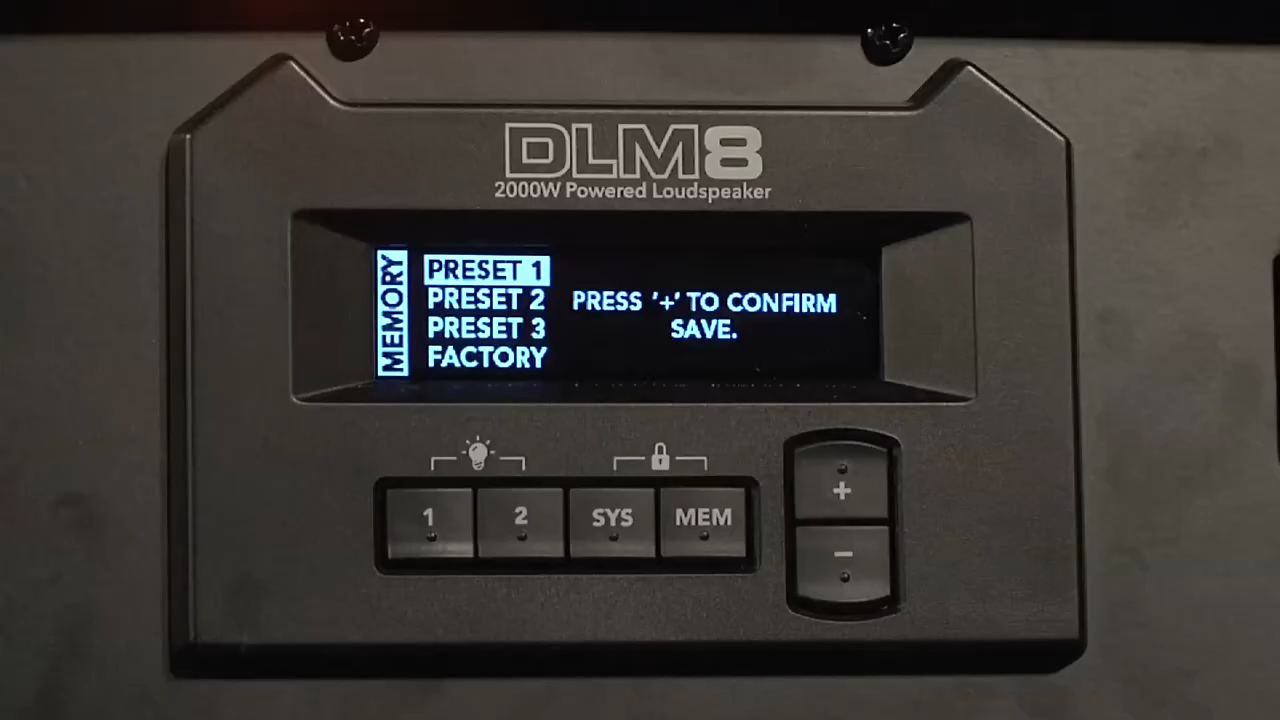 DLM8
2000W Powered Loudspeaker
MEMORY
PRESET 1
PRESET 2
PRESET 3
FACTORY
PRESS '+' TO CONFIRM
SAVE.
1
2
SYS
MEM
+
−